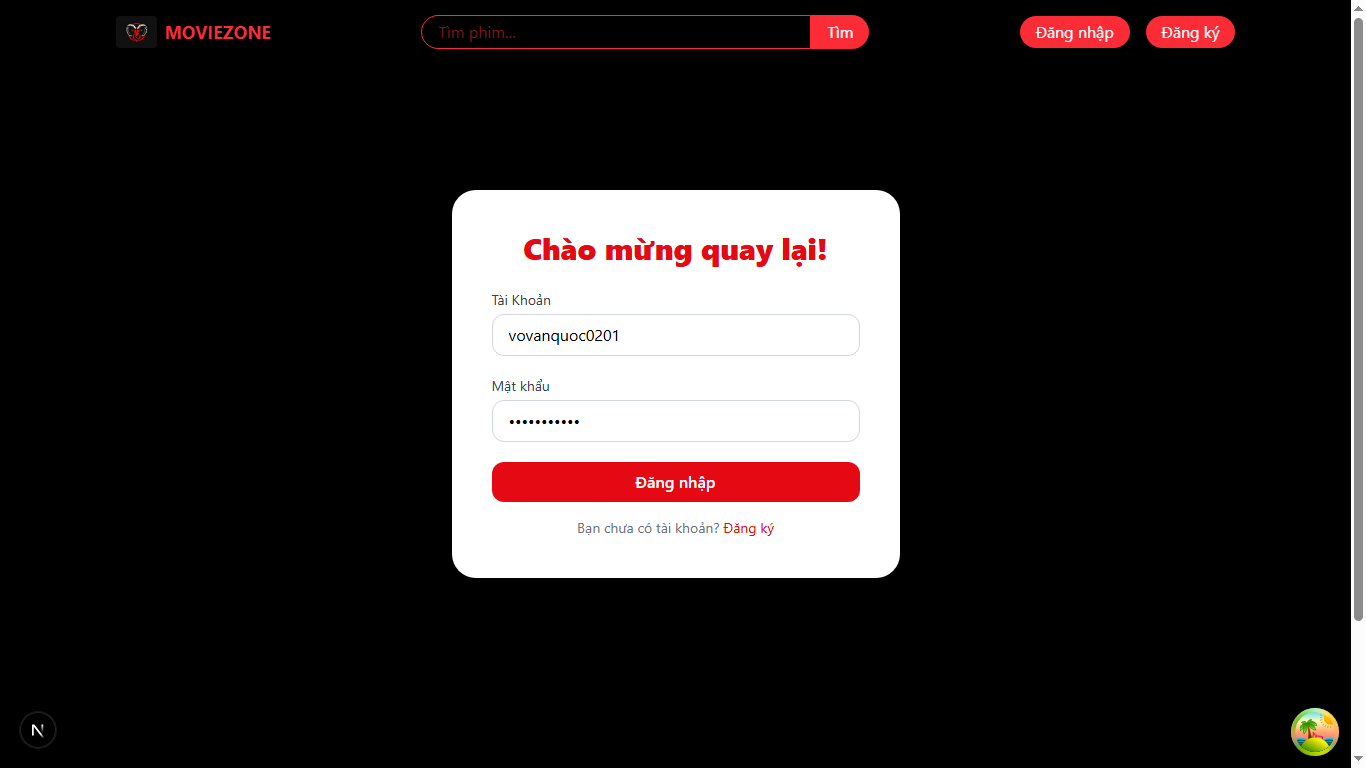 MOVIEZONE
Tìm phim...
Tìm
Đăng nhập
Đăng ký
Chào mừng quay lại!
Tài Khoản
vovanquoc0201
Mật khẩu
•••••••••••
Đăng nhập
Bạn chưa có tài khoản? Đăng ký
N